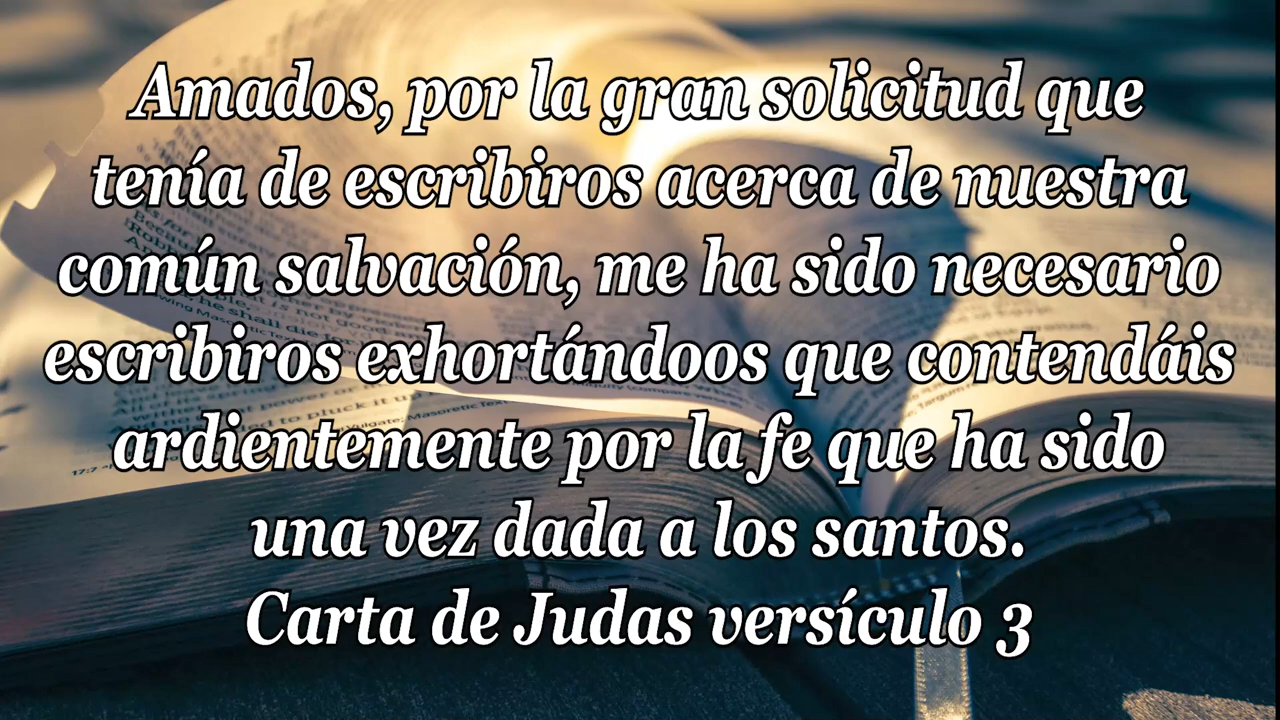 Amados, por la gran solicitud que
tenía de escribiros acerca de nuestra
común salvación, me ha sido necesario
escribiros exhortándoos que contendáis
ardientemente por la fe que ha sido
una vez dada a los santos.
Carta de Judas versículo 3